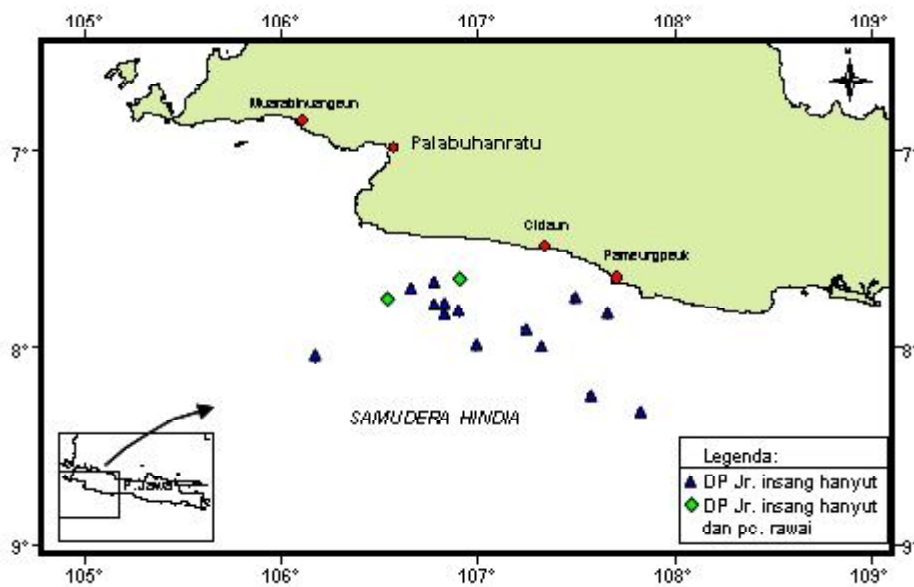 105° 106° 107° 108° 109°
Muarabinuangeun
7° Palabuhanratu 7°
Cidaun
Pameungpeuk
8° 8°
SAMUDERA HINDIA
Legenda:
P. Jawa
DP Jr. insang hanyut
DP Jr. insang hanyut
dan pc. rawai
9° 9°
105° 106° 107° 108° 109°